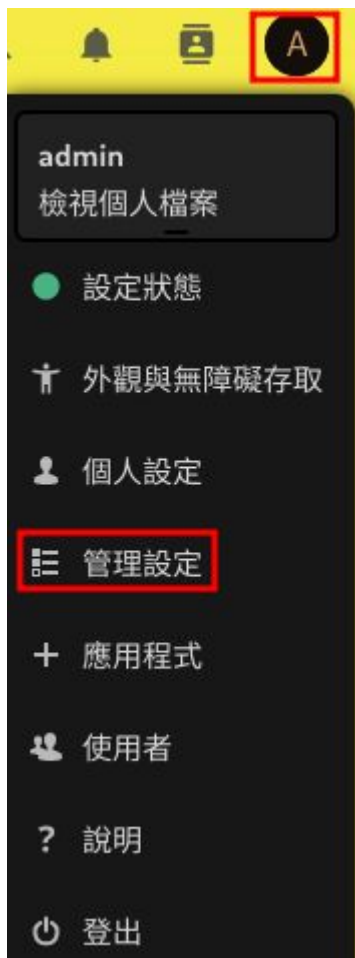 A
admin
檢視個人檔案
設定狀態
外觀與無障礙存取
個人設定
管理設定
應用程式
使用者
? 說明
登出